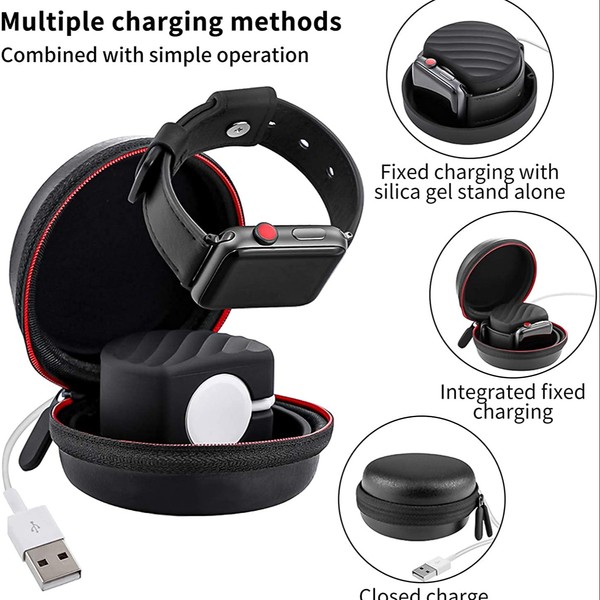 Multiple charging methods
Combined with simple operation
Fixed charging with
silica gel stand alone
Integrated fixed
charging
Closed charge